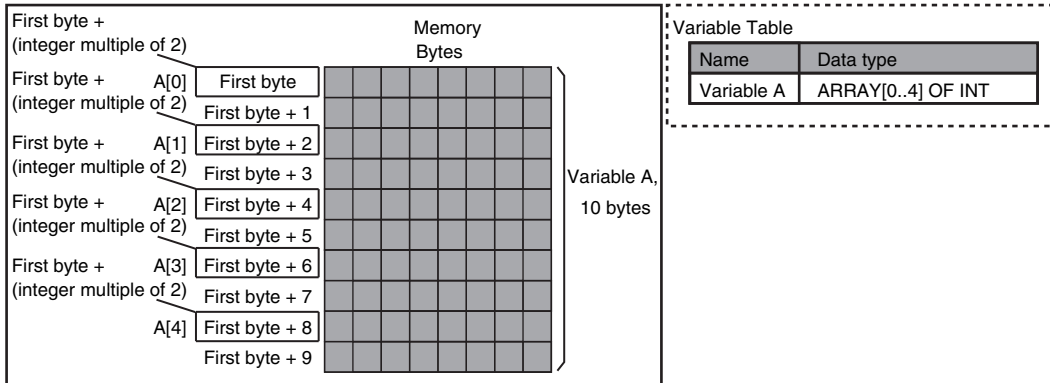 First byte +
(integer multiple of 2)
Memory
Bytes
First byte +
(integer multiple of 2)
A[0]
First byte
First byte + 1
First byte +
(integer multiple of 2)
A[1]
First byte + 2
First byte + 3
First byte +
(integer multiple of 2)
A[2]
First byte + 4
First byte + 5
First byte +
(integer multiple of 2)
A[3]
First byte + 6
First byte + 7
A[4]
First byte + 8
First byte + 9
Variable A,
10 bytes
Variable Table
Name Data type
Variable A ARRAY[0..4] OF INT